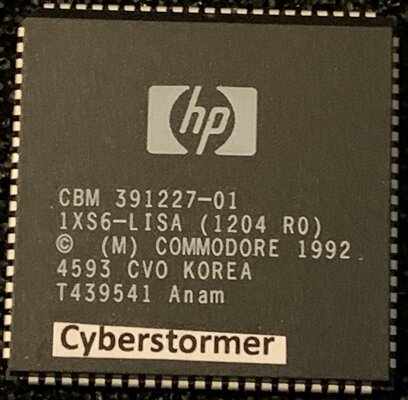 hp
CBM 391227-01
1XS6-LISA (1204 R0)
© (M) COMMODORE 1992
4593 CVO KOREA
T439541 Anam
Cyberstormer